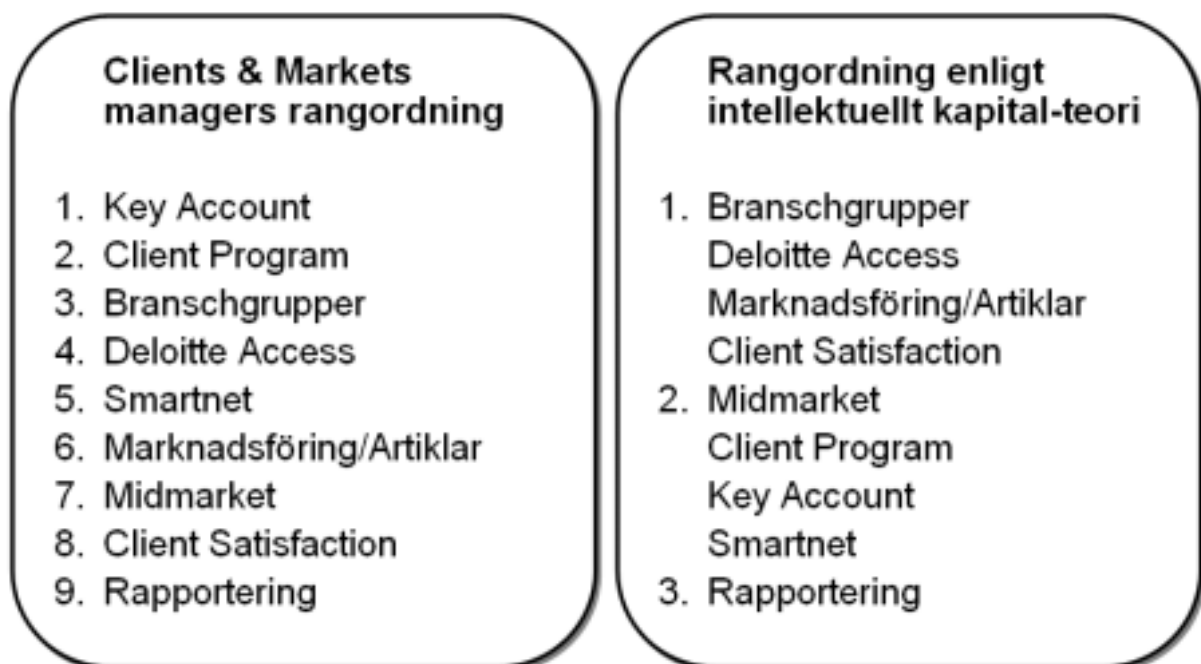 Clients & Markets
managers rangordning
1. Key Account
2. Client Program
3. Branschgrupper
4. Deloitte Access
5. Smartnet
6. Marknadsföring/Artiklar
7. Midmarket
8. Client Satisfaction
9. Rapportering
Rangordning enligt
intellektuellt kapital-teori
1. Branschgrupper
Deloitte Access
Marknadsföring/Artiklar
Client Satisfaction
2. Midmarket
Client Program
Key Account
Smartnet
3. Rapportering